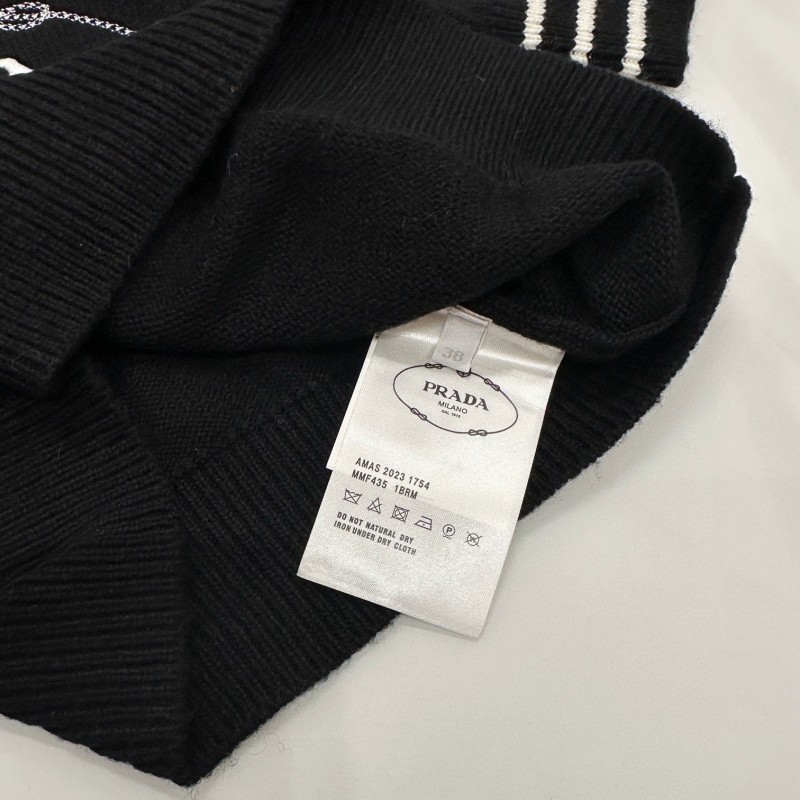 38
PRADA
MILANO
DAL 1913
AMAS 2023 1754
MMF435 1BRM
P
DO NOT NATURAL DRY
IRON UNDER DRY CLOTH